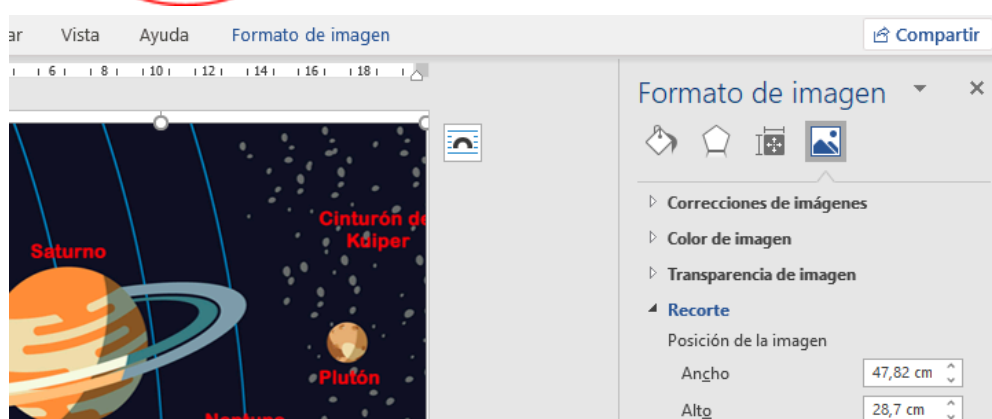 ar Vista Ayuda Formato de imagen Compartir
6 8 10 12 14 16 18
Formato de imagen
Correcciones de imágenes
Color de imagen
Transparencia de imagen
Recorte
Posición de la imagen
Ancho 47,82 cm
Alto 28,7 cm
Cinturón de
Kuiper
Saturno
Plutón
Neptuno